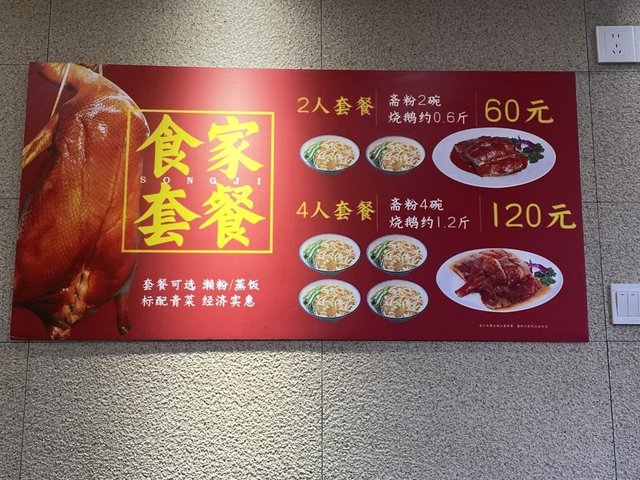 食家
SONGJI
套餐
套餐可选 濑粉/蒸饭
标配青菜 经济实惠
2人套餐
斋粉2碗
烧鹅约0.6斤
60元
4人套餐
斋粉4碗
烧鹅约1.2斤
120元